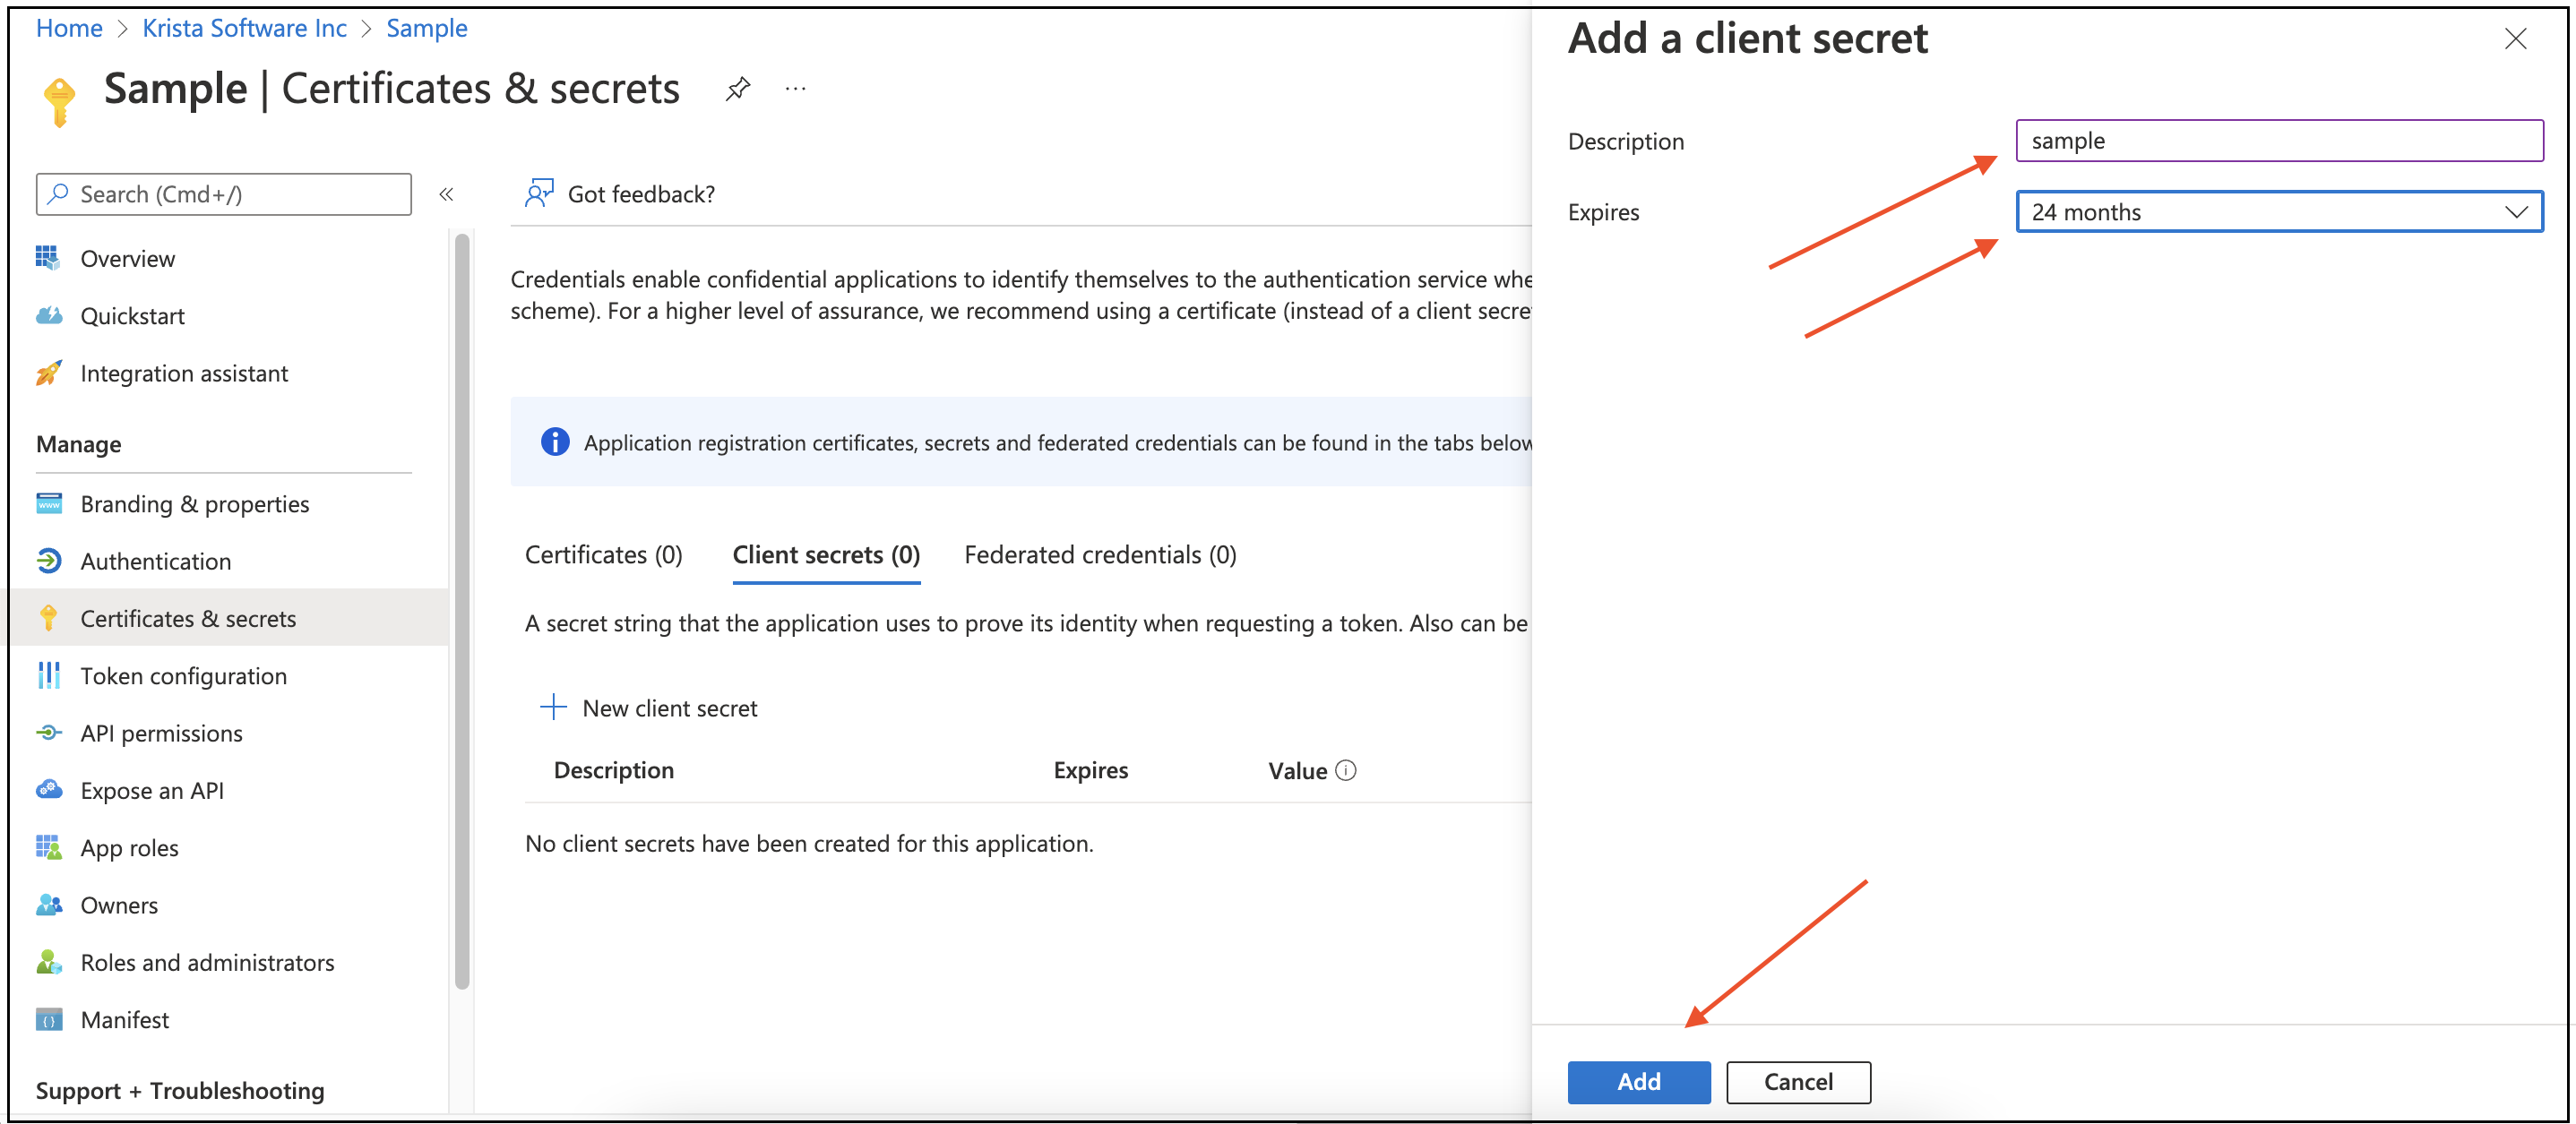 Home > Krista Software Inc > Sample
Sample | Certificates & secrets ...
Search (Cmd+/) «
Overview
Quickstart
Integration assistant
Manage
Branding & properties
Authentication
Certificates & secrets
Token configuration
API permissions
Expose an API
App roles
Owners
Roles and administrators
Manifest
Support + Troubleshooting
Got feedback?
Credentials enable confidential applications to identify themselves to the authentication service whe
scheme). For a higher level of assurance, we recommend using a certificate (instead of a client secre
Application registration certificates, secrets and federated credentials can be found in the tabs below
Certificates (0) Client secrets (0) Federated credentials (0)
A secret string that the application uses to prove its identity when requesting a token. Also can be
New client secret
Description Expires Value
No client secrets have been created for this application.
Add a client secret
Description sample
Expires 24 months
Add Cancel